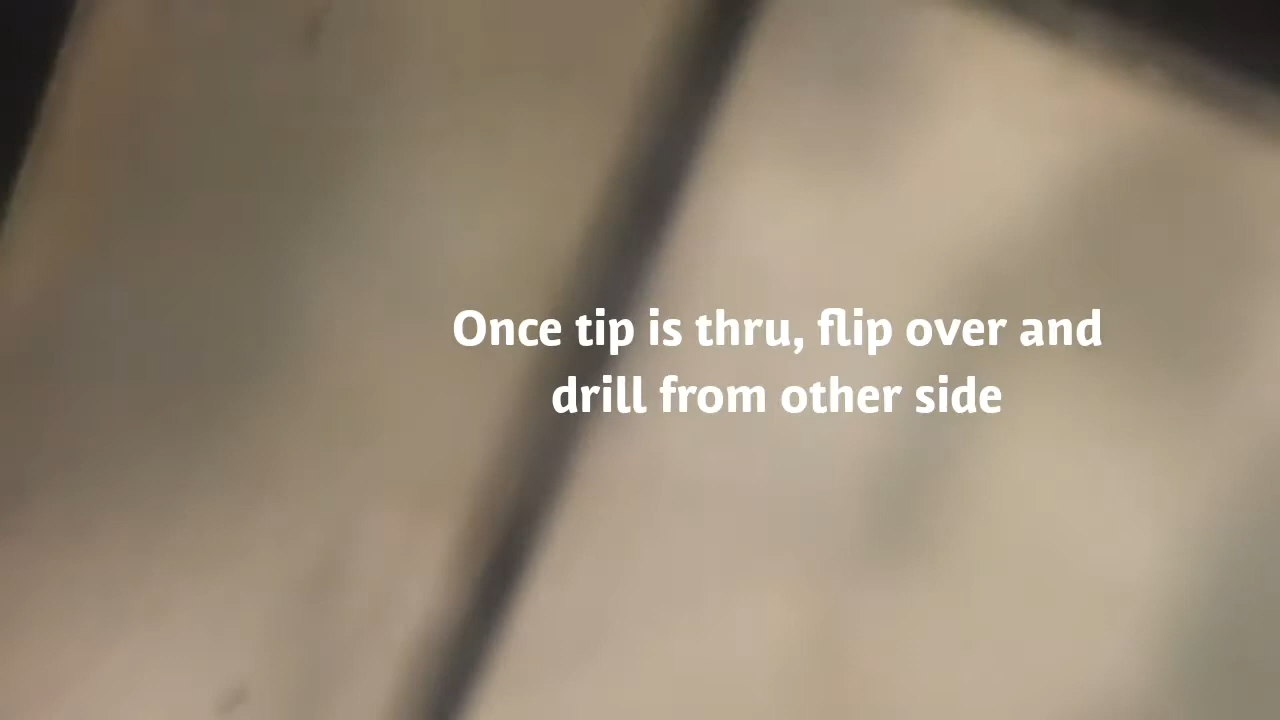 Once tip is thru, flip over and
drill from other side